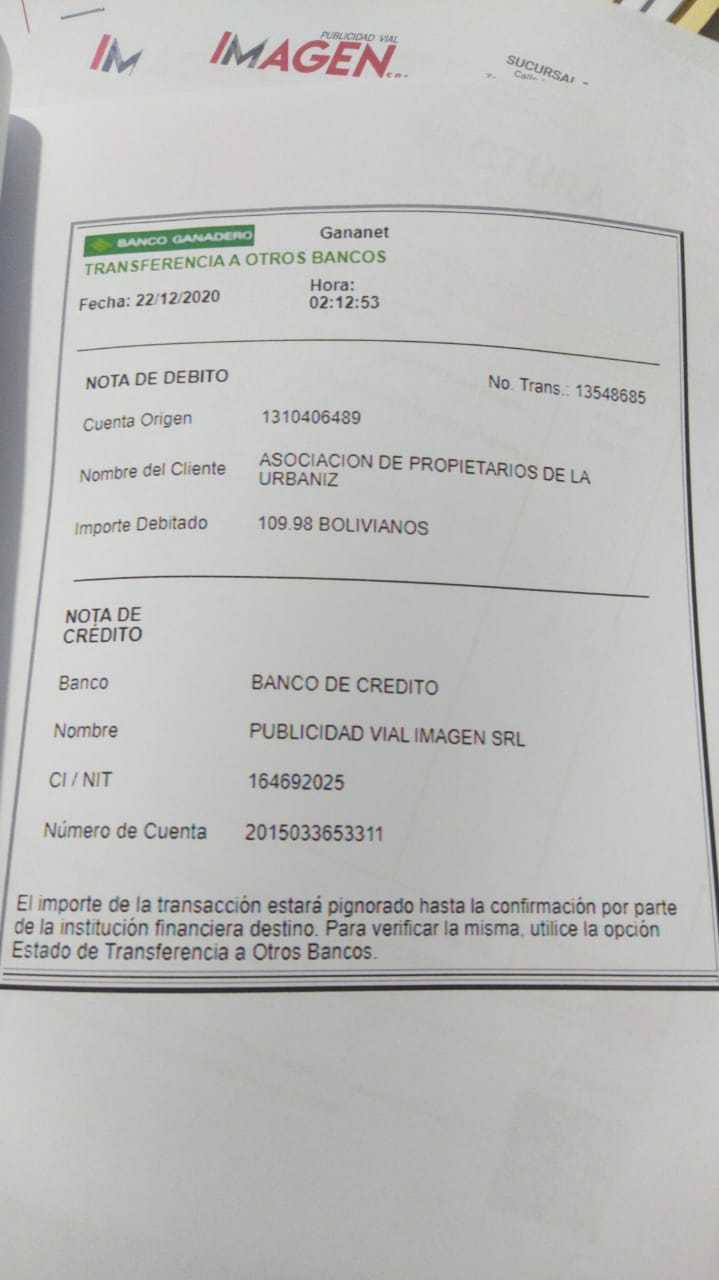 IM
PUBLICIDAD VIAL
IMAGEN
SUCURSAL
BANCO GANADERO
Gananet
TRANSFERENCIA A OTROS BANCOS
Fecha: 22/12/2020
Hora:
02:12:53
NOTA DE DEBITO
No. Trans.: 13548685
Cuenta Origen 1310406489
Nombre del Cliente ASOCIACION DE PROPIETARIOS DE LA
URBANIZ
Importe Debitado 109.98 BOLIVIANOS
NOTA DE
CRÉDITO
Banco BANCO DE CREDITO
Nombre PUBLICIDAD VIAL IMAGEN SRL
CI / NIT 164692025
Número de Cuenta 2015033653311
El importe de la transacción estará pignorado hasta la confirmación por parte
de la institución financiera destino. Para verificar la misma, utilice la opción
Estado de Transferencia a Otros Bancos.